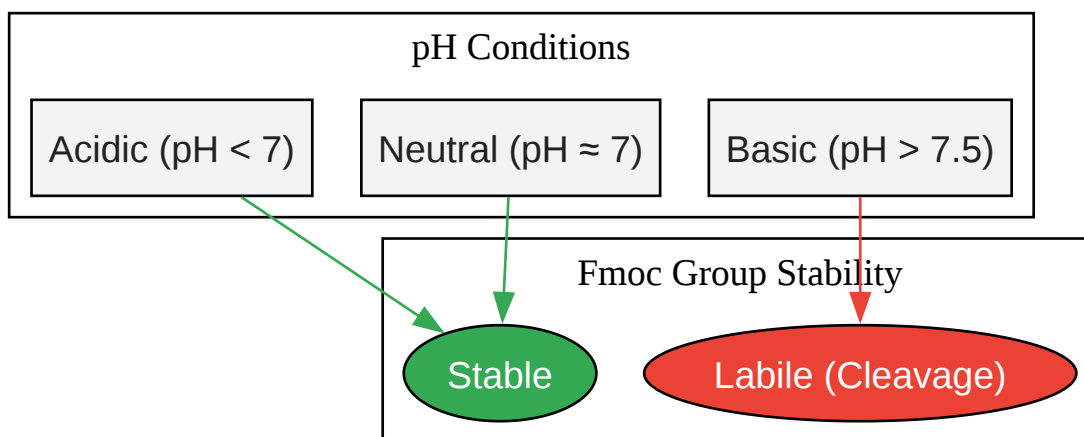 pH Conditions
Acidic (pH < 7)
Neutral (pH ≈ 7)
Basic (pH > 7.5)
Fmoc Group Stability
Stable
Labile (Cleavage)